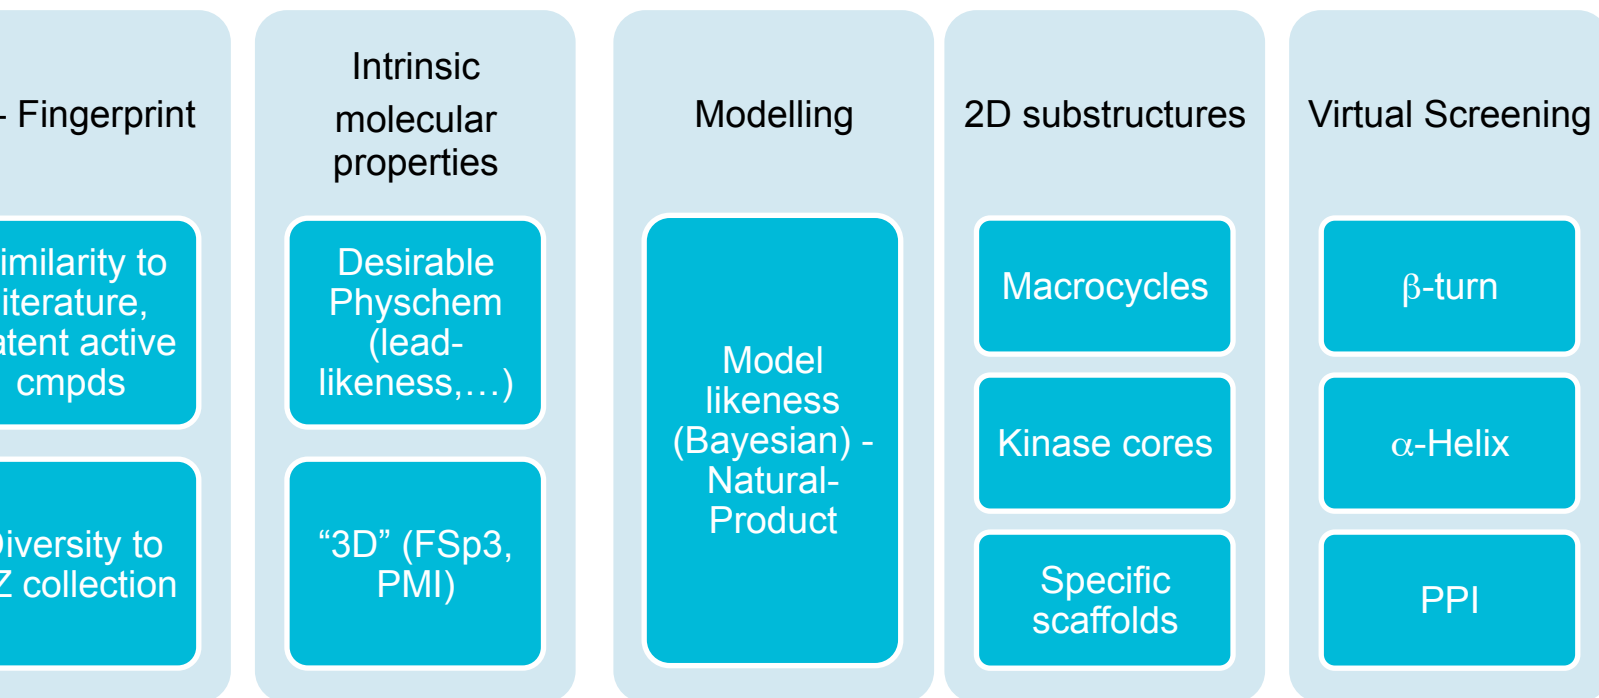 - Fingerprint
imilarity to
iterature,
atent active
cmpds
iversity to
Z collection
Intrinsic
molecular
properties
Desirable
Physchem
(lead-
likeness,…)
“3D” (FSp3,
PMI)
Modelling
Model
likeness
(Bayesian) -
Natural-
Product
2D substructures
Macrocycles
Kinase cores
Specific
scaffolds
Virtual Screening
β-turn
α-Helix
PPI